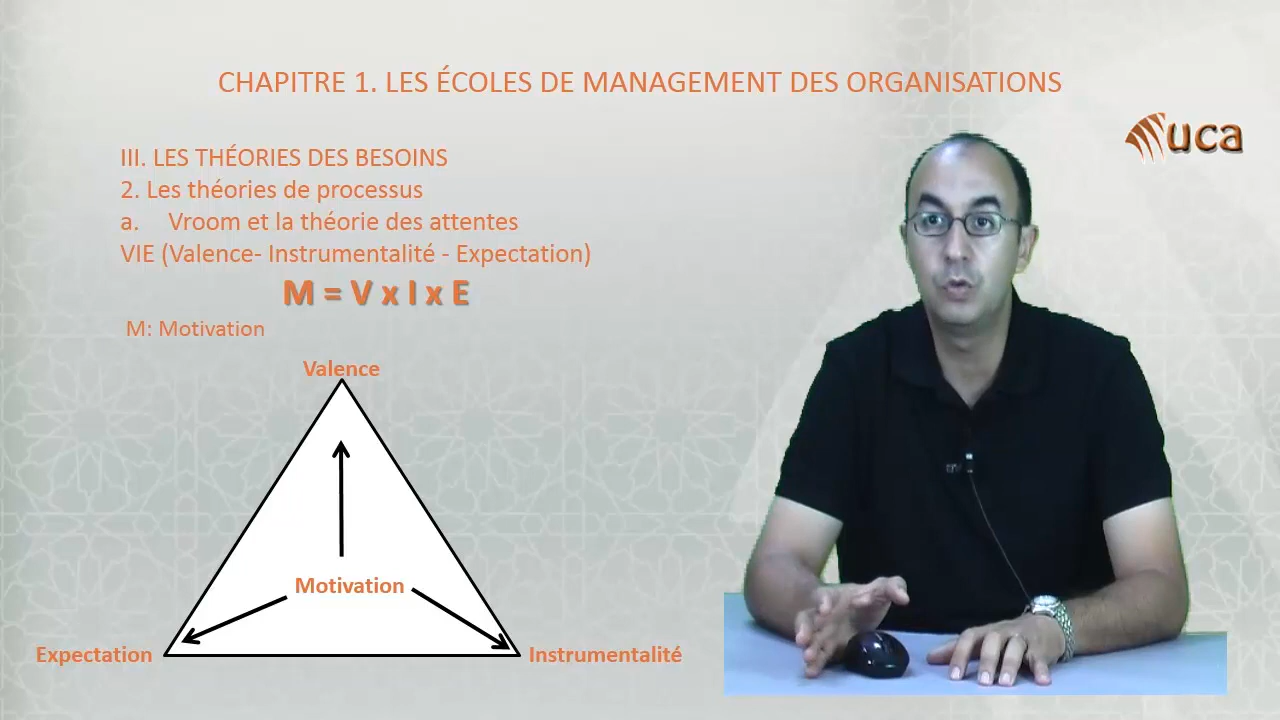 CHAPITRE 1. LES ÉCOLES DE MANAGEMENT DES ORGANISATIONS
uca
III. LES THÉORIES DES BESOINS
2. Les théories de processus
a. Vroom et la théorie des attentes
VIE (Valence- Instrumentalité - Expectation)
M = V x I x E
M: Motivation
Valence
Motivation
Expectation
Instrumentalité